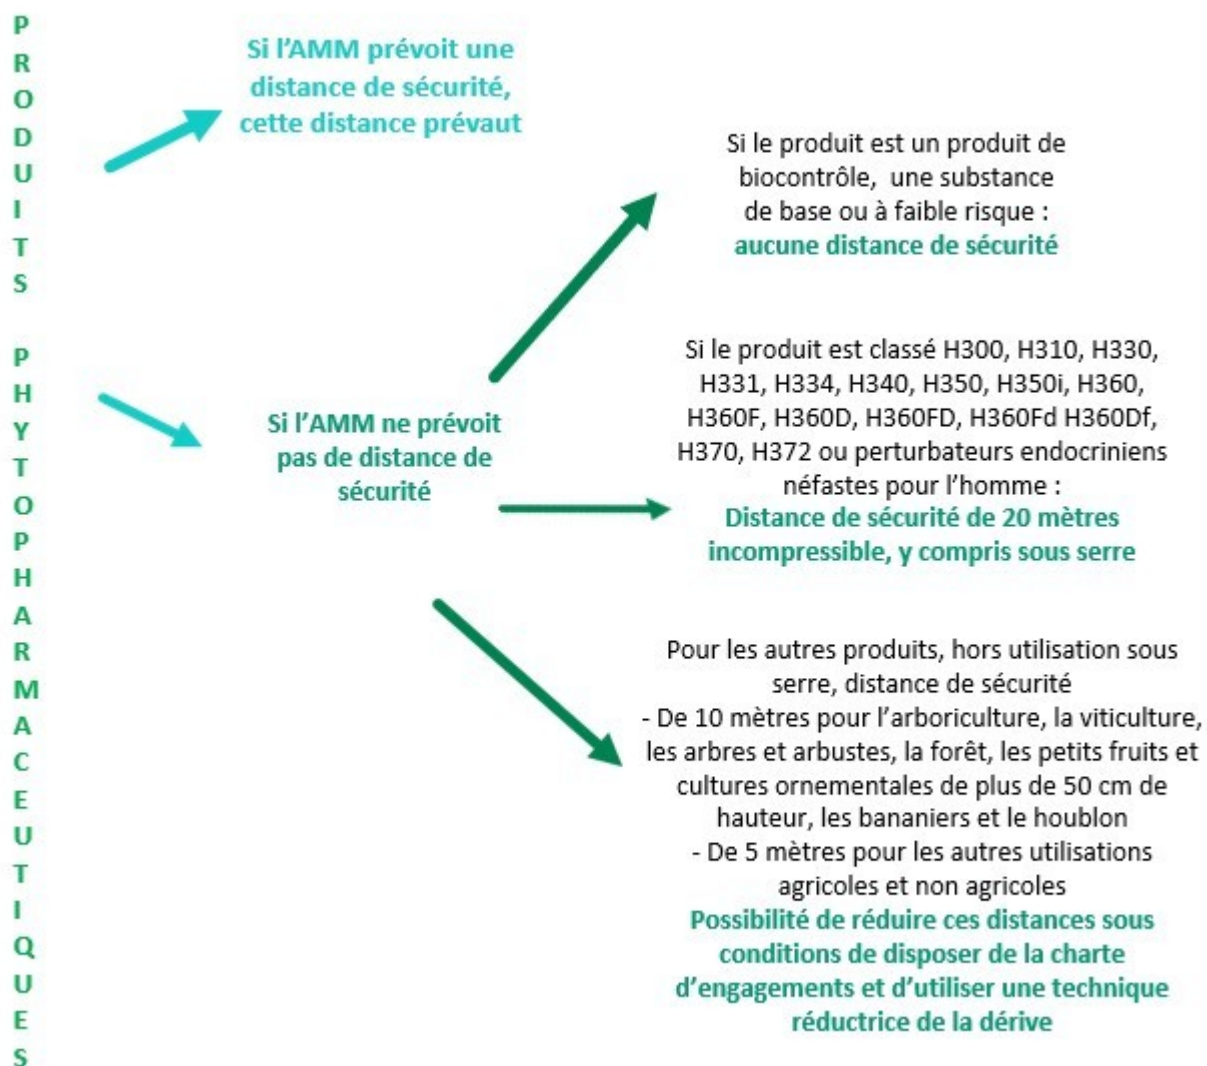 PRODUITS PHYTOPHARMACEUTIQUES
Si l’AMM prévoit une
distance de sécurité,
cette distance prévaut
Si l’AMM ne prévoit
pas de distance de
sécurité
Si le produit est un produit de
biocontrôle, une substance
de base ou à faible risque :
aucune distance de sécurité
Si le produit est classé H300, H310, H330,
H331, H334, H340, H350, H350i, H360,
H360F, H360D, H360FD, H360Fd H360Df,
H370, H372 ou perturbateurs endocriniens
néfastes pour l’homme :
Distance de sécurité de 20 mètres
incompressible, y compris sous serre
Pour les autres produits, hors utilisation sous
serre, distance de sécurité
- De 10 mètres pour l’arboriculture, la viticulture,
les arbres et arbustes, la forêt, les petits fruits et
cultures ornementales de plus de 50 cm de
hauteur, les bananiers et le houblon
- De 5 mètres pour les autres utilisations
agricoles et non agricoles
Possibilité de réduire ces distances sous
conditions de disposer de la charte
d’engagements et d’utiliser une technique
réductrice de la dérive